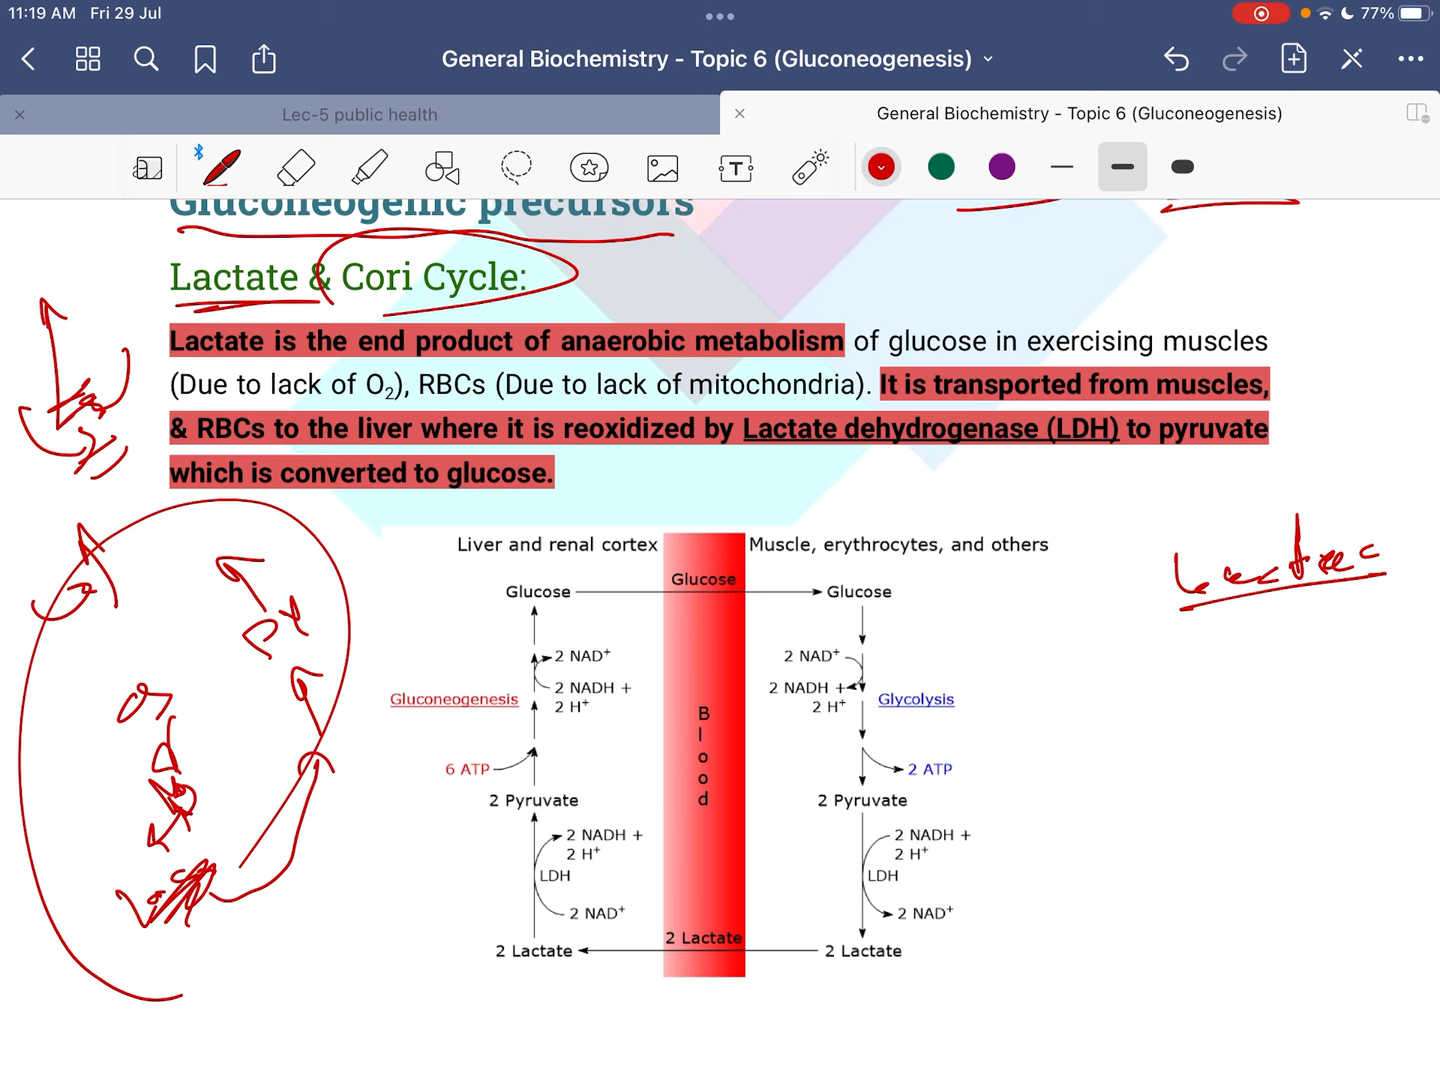 11:19 AM Fri 29 Jul
77%
General Biochemistry - Topic 6 (Gluconeogenesis)
Lec-5 public health
General Biochemistry - Topic 6 (Gluconeogenesis)
T
Gluconeogenic precursors
Lactate & Cori Cycle:
Lactate is the end product of anaerobic metabolism of glucose in exercising muscles
(Due to lack of O₂), RBCs (Due to lack of mitochondria). It is transported from muscles,
& RBCs to the liver where it is reoxidized by Lactate dehydrogenase (LDH) to pyruvate
which is converted to glucose.
Liver and renal cortex
Muscle, erythrocytes, and others
Glucose
Glucose
Glucose
2 NAD⁺
2 NADH +
2 H⁺
Gluconeogenesis
6 ATP
2 Pyruvate
2 NADH +
2 H⁺
LDH
2 NAD⁺
2 Lactate
Blood
2 Lactate
2 NAD⁺
2 NADH +
2 H⁺
Glycolysis
2 ATP
2 Pyruvate
2 NADH +
2 H⁺
LDH
2 NAD⁺
2 Lactate